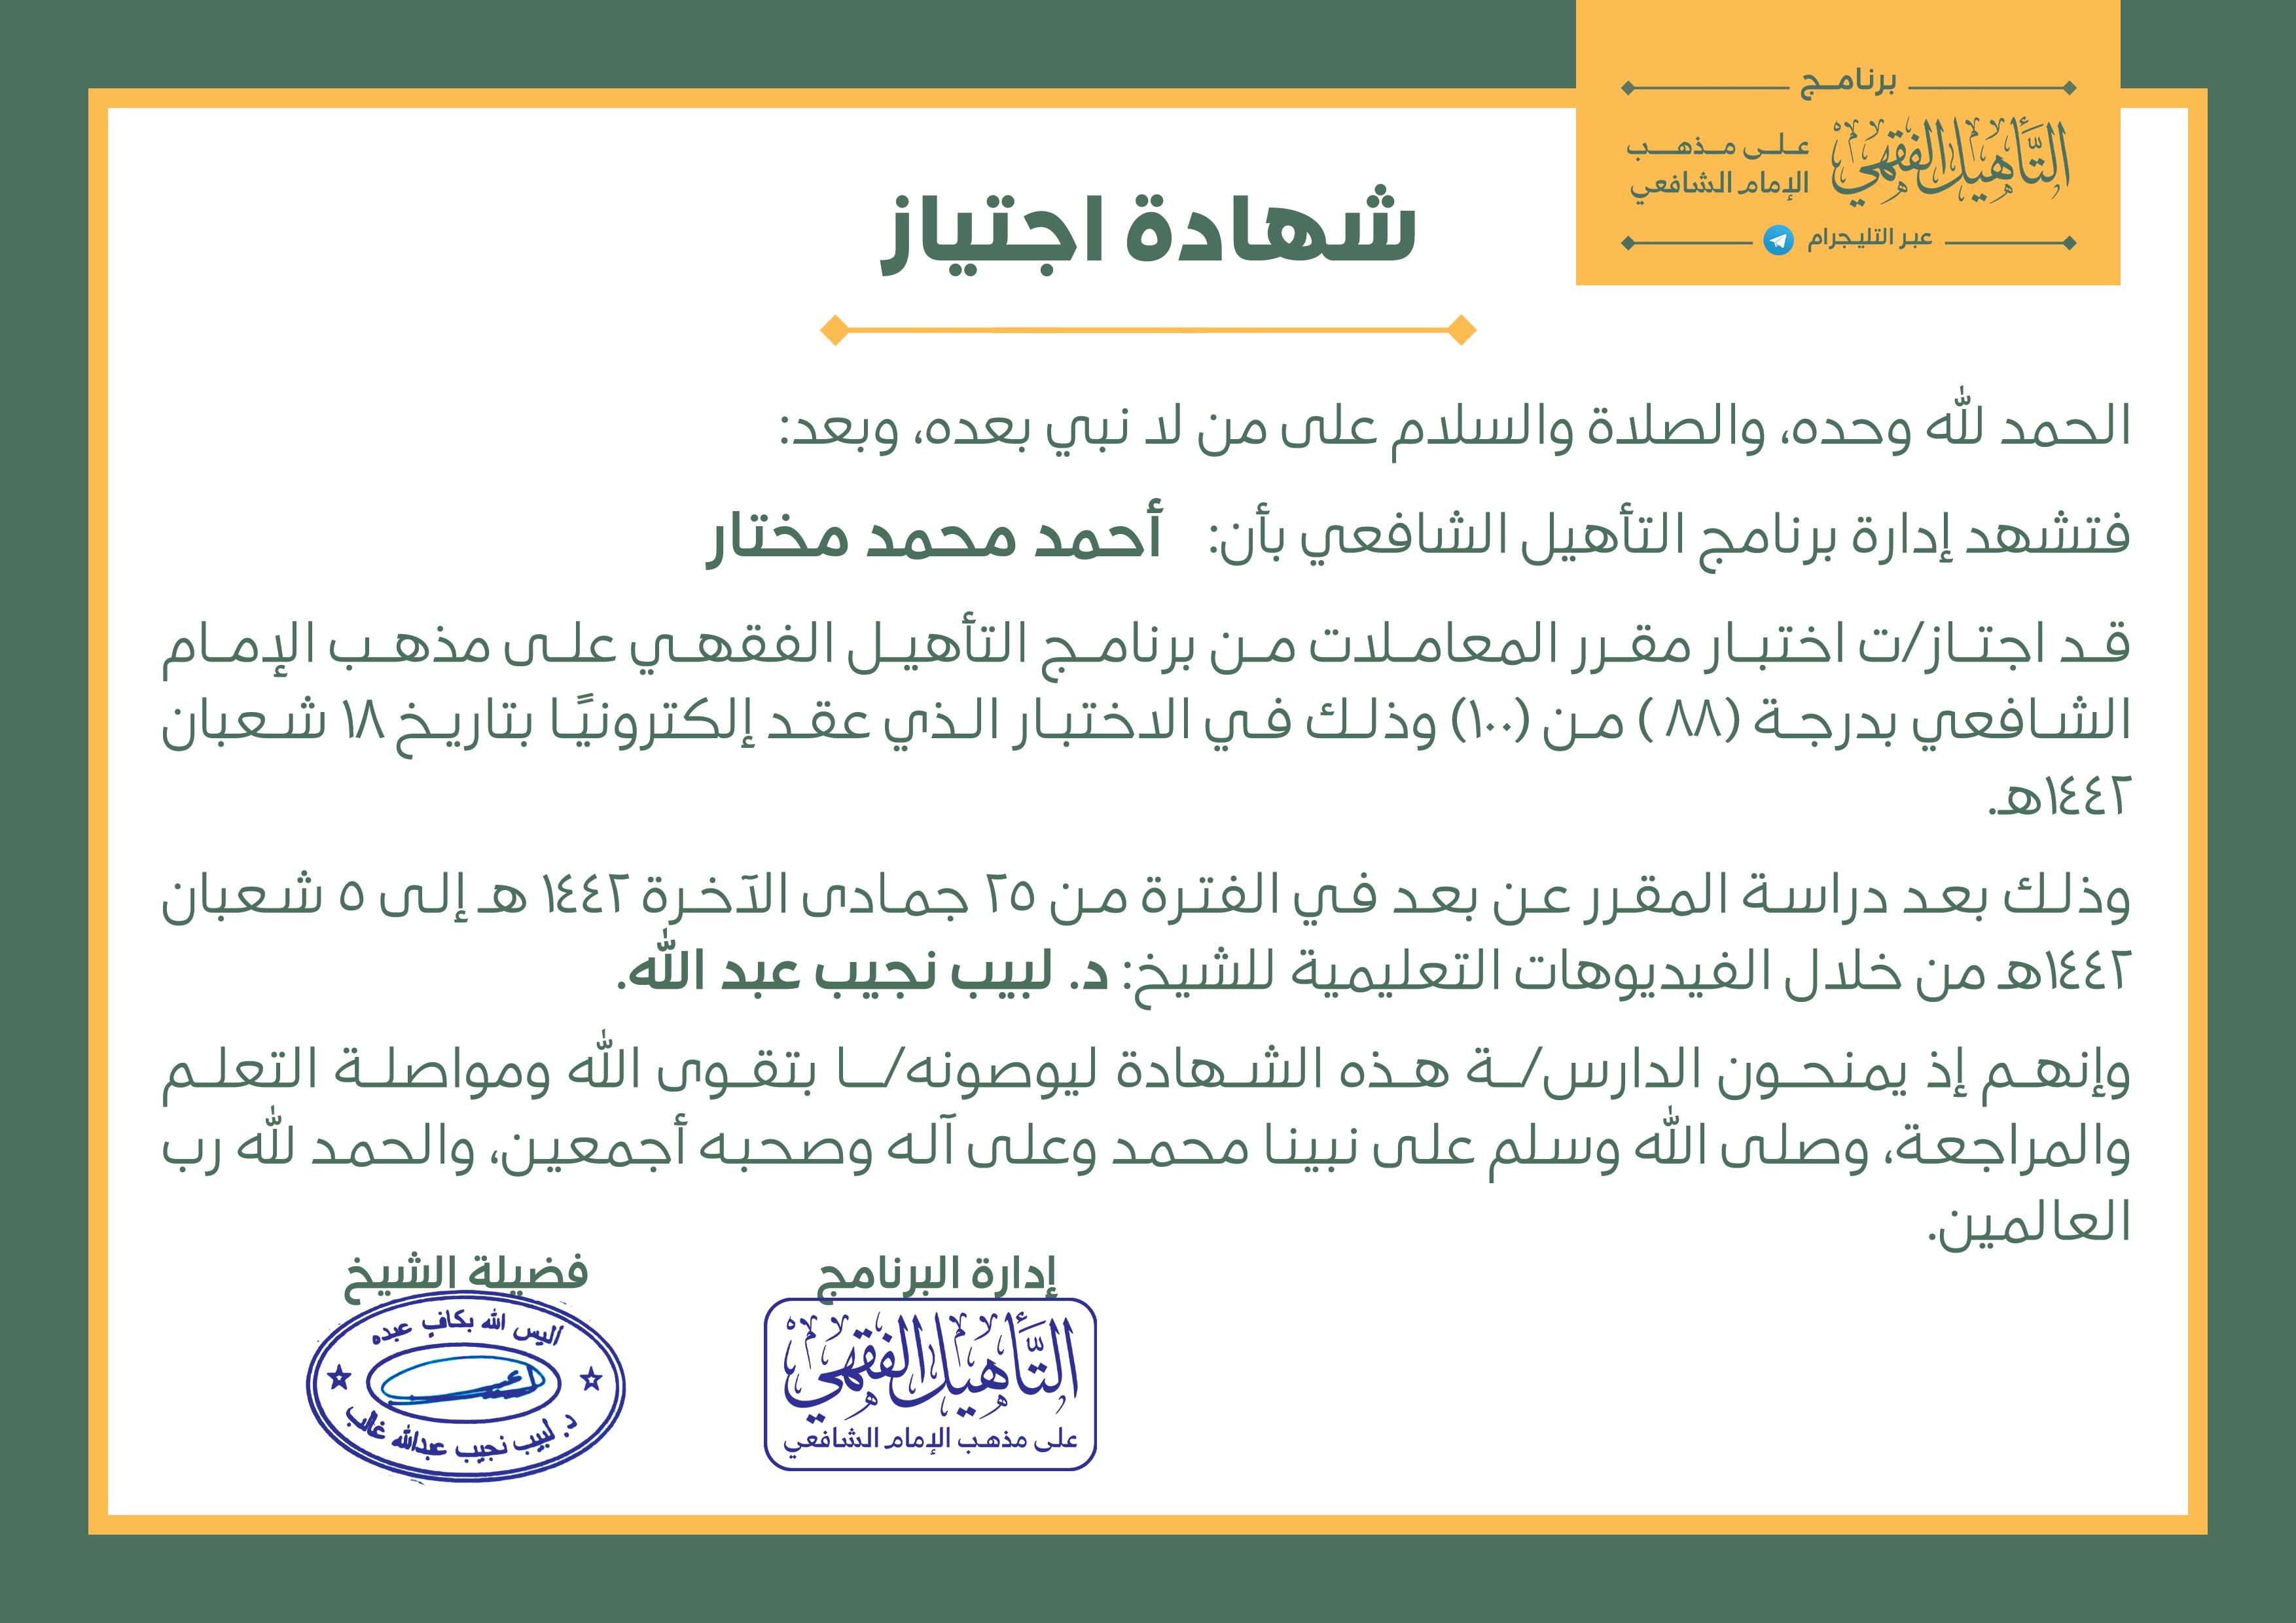 برنامج
التأهيل الفقهي
على مذهب
الإمام الشافعي
عبر التليجرام
شهادة اجتياز
الحمد لله وحده، والصلاة والسلام على من لا نبي بعده، وبعد:
فتشهد إدارة برنامج التأهيل الشافعي بأن: أحمد محمد مختار
قد اجتاز/ت اختبار مقرر المعاملات من برنامج التأهيل الفقهي على مذهب الإمام
الشافعي بدرجة (٨٨ ) من (١٠٠) وذلك في الاختبار الذي عقد إلكترونيًا بتاريخ ١٨ شعبان
١٤٤٢هـ.
وذلك بعد دراسة المقرر عن بعد في الفترة من ٢٥ جمادى الآخرة ١٤٤٢ هـ إلى ٥ شعبان
١٤٤٢هـ من خلال الفيديوهات التعليمية للشيخ: د. لبيب نجيب عبد الله.
وإنهم إذ يمنحون الدارس/ـة هذه الشهادة ليوصونه/ـا بتقوى الله ومواصلة التعلم
والمراجعة، وصلى الله وسلم على نبينا محمد وعلى آله وصحبه أجمعين، والحمد لله رب
العالمين.
إدارة البرنامج
التأهيل الفقهي
على مذهب الإمام الشافعي
فضيلة الشيخ
اليس الله بكاف عبده
د. لبيب نجيب عبدالله غالب